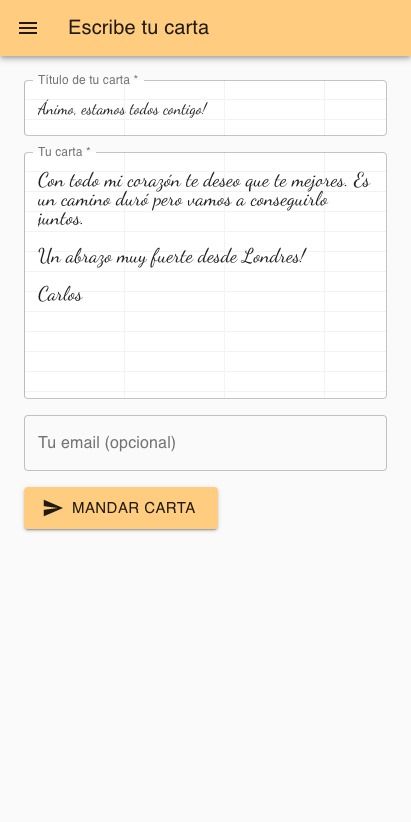 Escribe tu carta
Título de tu carta *
Ánimo, estamos todos contigo!
Tu carta *
Con todo mi corazón te deseo que te mejores. Es
un camino duró pero vamos a conseguirlo
juntos.
Un abrazo muy fuerte desde Londres!
Carlos
Tu email (opcional)
MANDAR CARTA